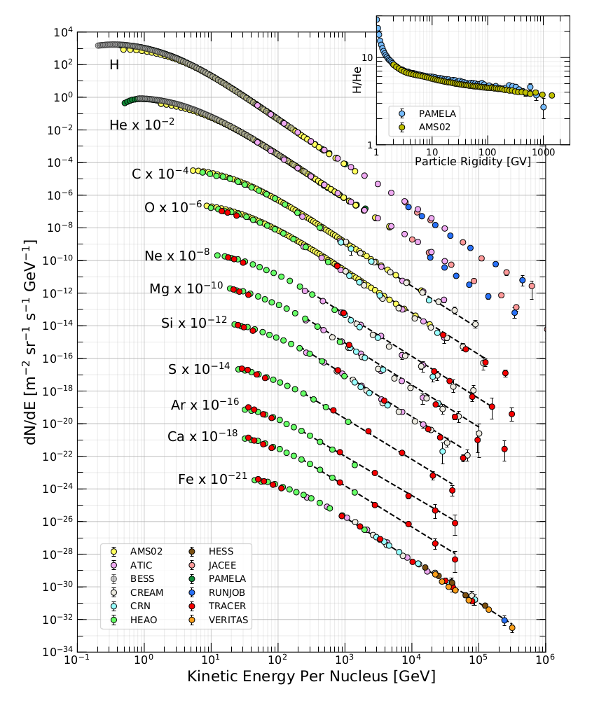 10^4
10^2
10^0
10^−2
10^−4
10^−6
10^−8
10^−10
10^−12
10^−14
10^−16
10^−18
10^−20
10^−22
10^−24
10^−26
10^−28
10^−30
10^−32
10^−34
dN/dE [m^−2 sr^−1 s^−1 GeV^−1]
H
He x 10^−2
C x 10^−4
O x 10^−6
Ne x 10^−8
Mg x 10^−10
Si x 10^−12
S x 10^−14
Ar x 10^−16
Ca x 10^−18
Fe x 10^−21
H/He
10
1
PAMELA
AMS02
1 10 100 1000
Particle Rigidity [GV]
AMS02 HESS
ATIC JACEE
BESS PAMELA
CREAM RUNJOB
CRN TRACER
HEAO VERITAS
10^−1 10^0 10^1 10^2 10^3 10^4 10^5 10^6
Kinetic Energy Per Nucleus [GeV]